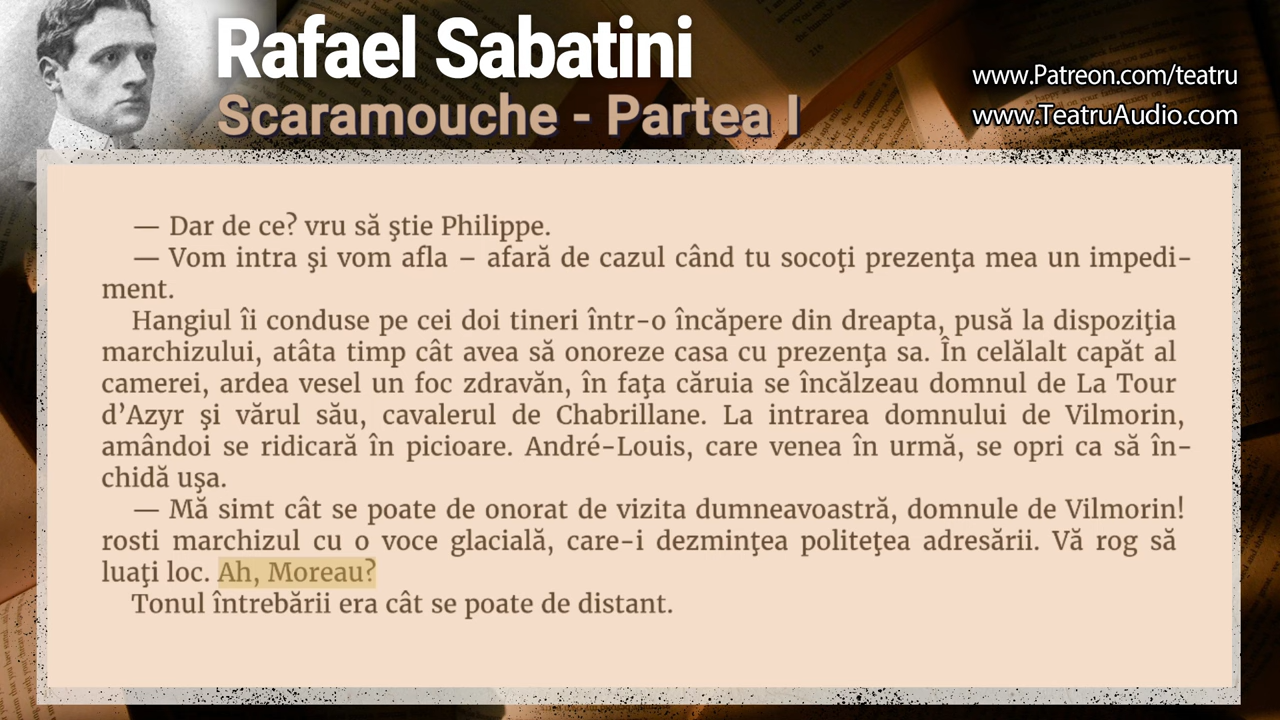 Rafael Sabatini
Scaramouche - Partea I
www.Patreon.com/teatru
www.TeatruAudio.com
— Dar de ce? vru să ştie Philippe.
— Vom intra şi vom afla – afară de cazul când tu socoţi prezenţa mea un impedi-
ment.
Hangiul îi conduse pe cei doi tineri într-o încăpere din dreapta, pusă la dispoziţia
marchizului, atâta timp cât avea să onoreze casa cu prezenţa sa. În celălalt capăt al
camerei, ardea vesel un foc zdravăn, în faţa căruia se încălzeau domnul de La Tour
d’Azyr şi vărul său, cavalerul de Chabrillane. La intrarea domnului de Vilmorin,
amândoi se ridicară în picioare. André-Louis, care venea în urmă, se opri ca să în-
chidă uşa.
— Mă simt cât se poate de onorat de vizita dumneavoastră, domnule de Vilmorin!
rosti marchizul cu o voce glacială, care-i dezminţea politeţea adresării. Vă rog să
luaţi loc. Ah, Moreau?
Tonul întrebării era cât se poate de distant.